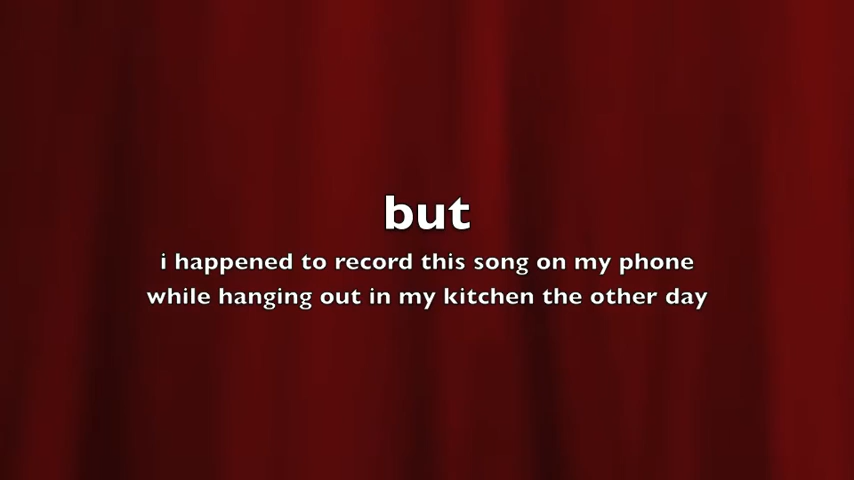 but
i happened to record this song on my phone
while hanging out in my kitchen the other day